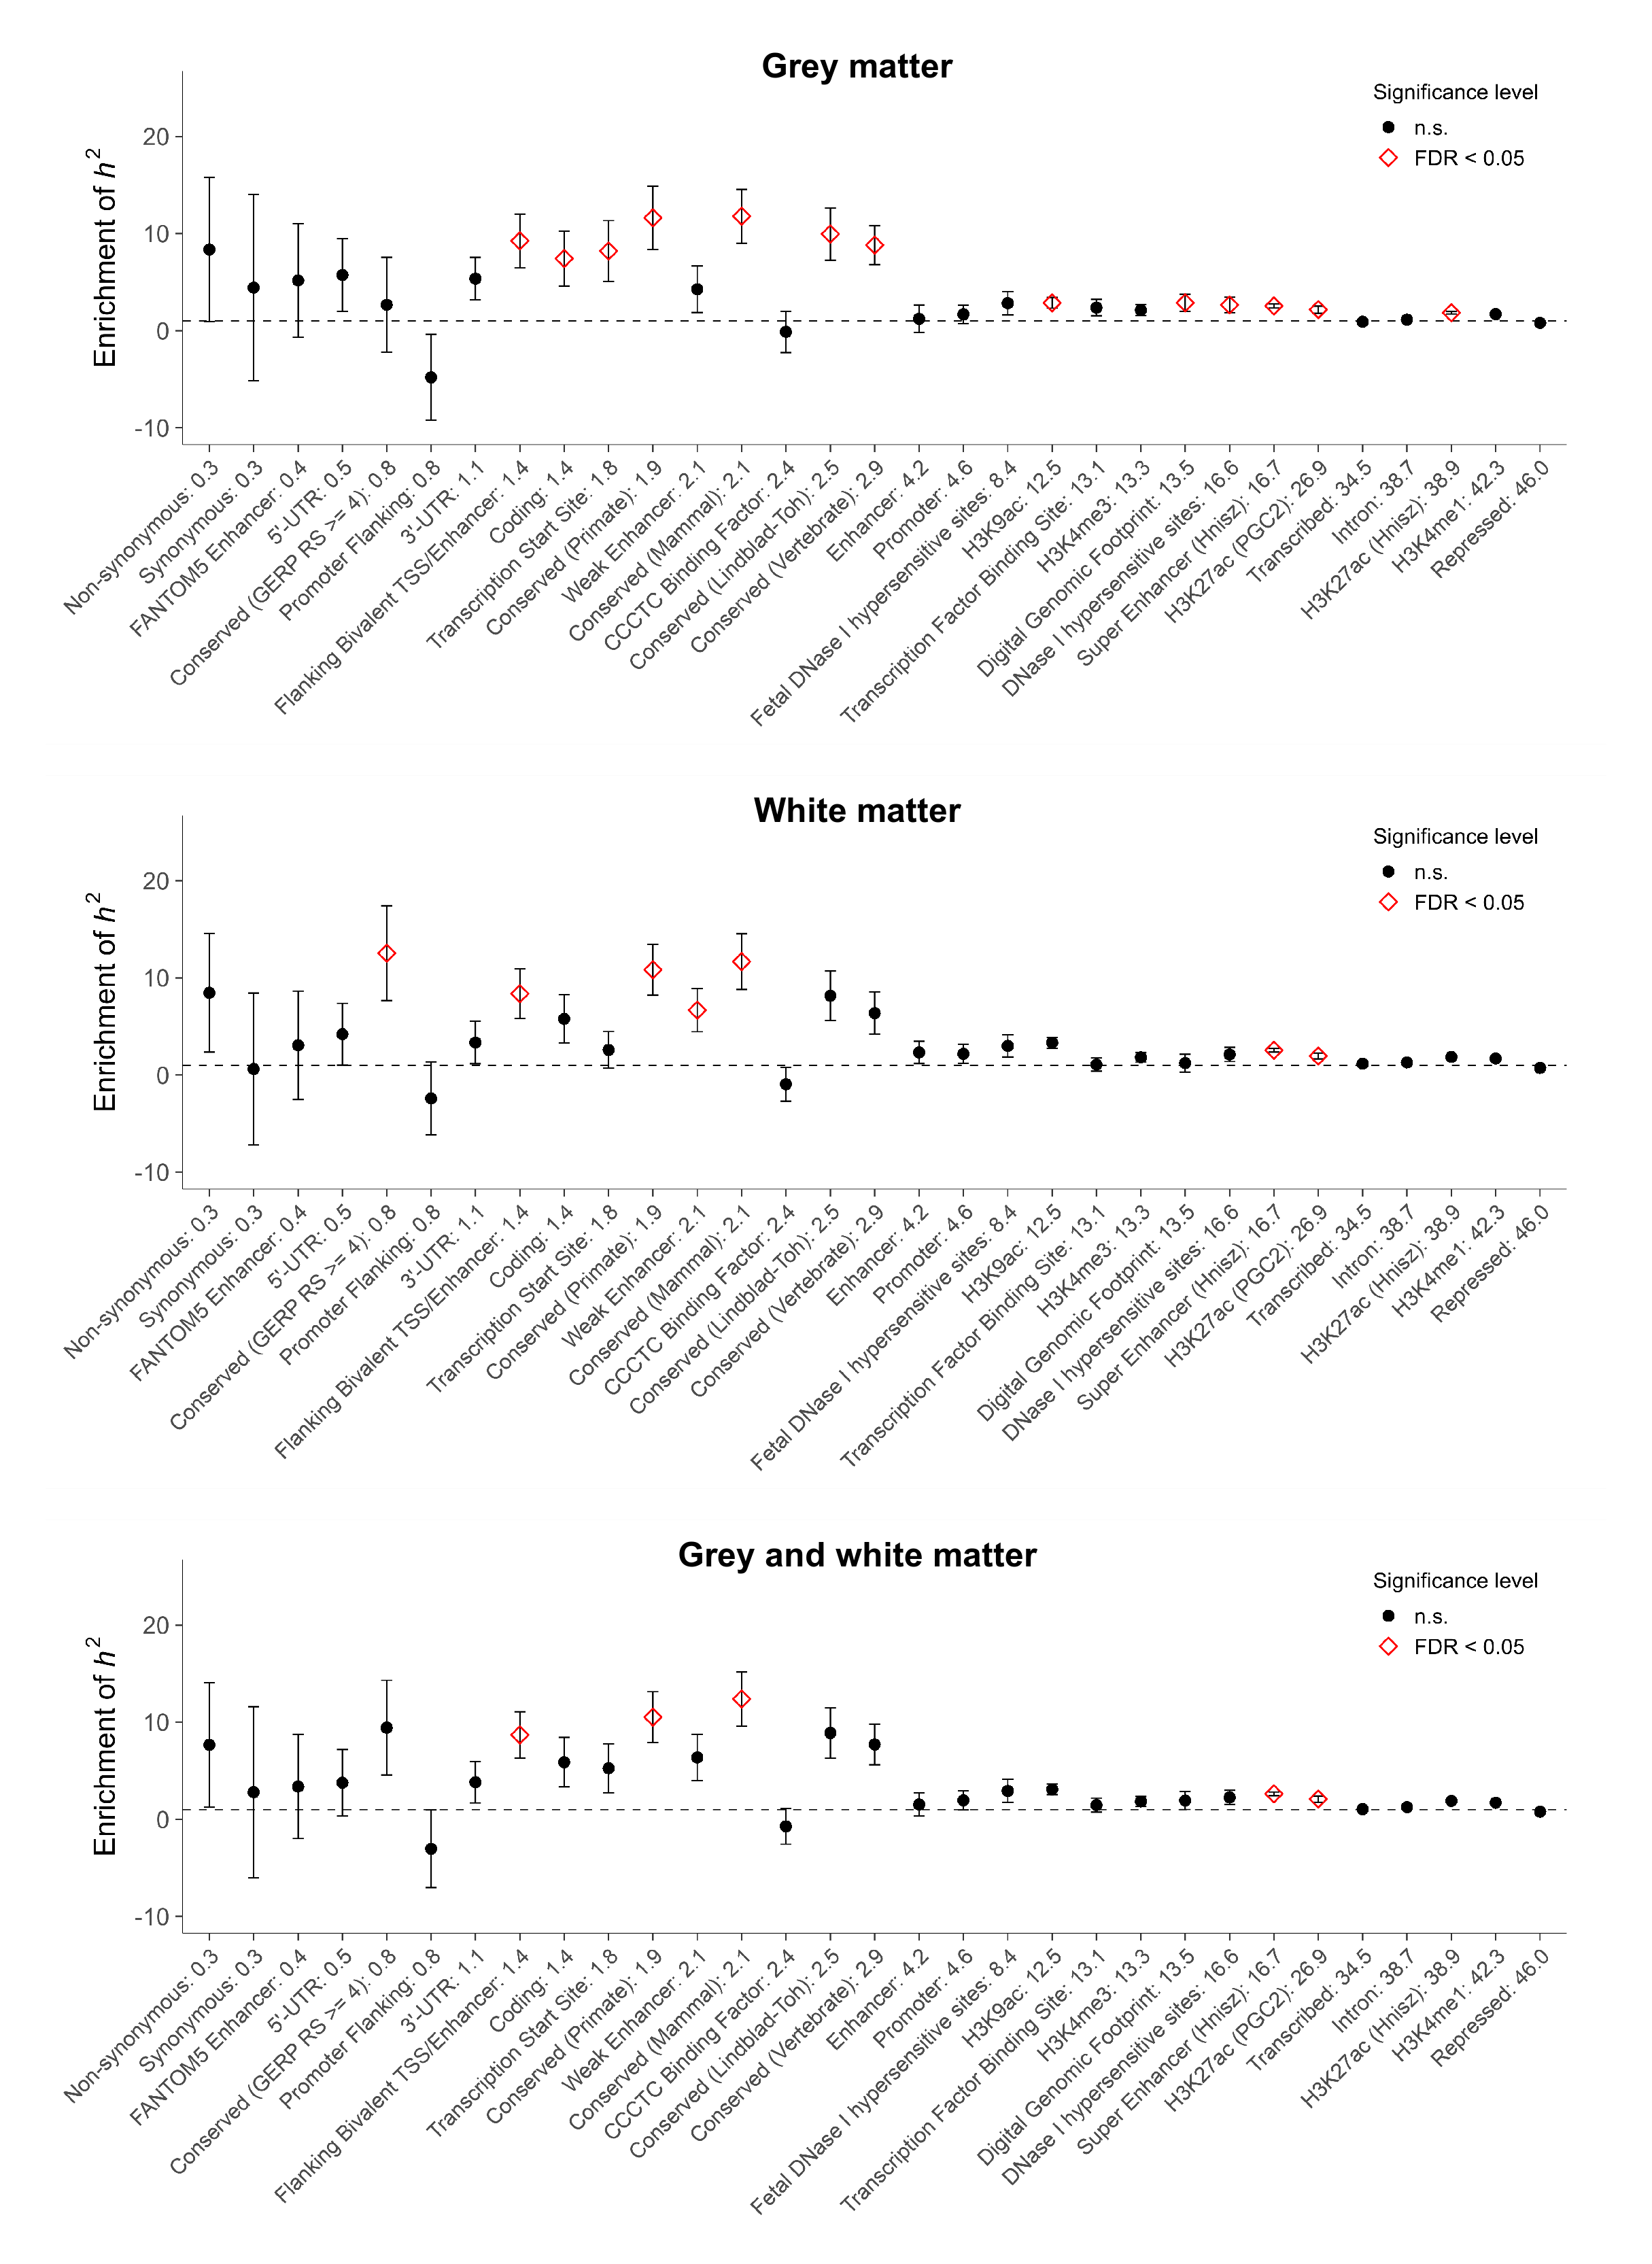 Grey matter
Significance level
n.s.
FDR < 0.05
Enrichment of h²
20
10
0
-10
Non-synonymous: 0.3
Synonymous: 0.3
FANTOM5 Enhancer: 0.4
5'-UTR: 0.5
Conserved (GERP RS >= 4): 0.8
Promoter Flanking: 0.8
3'-UTR: 1.1
Flanking Bivalent TSS/Enhancer: 1.4
Coding: 1.4
Transcription Start Site: 1.8
Conserved (Primate): 1.9
Weak Enhancer: 2.1
Conserved (Mammal): 2.1
CCCTC Binding Factor: 2.4
Conserved (Lindblad-Toh): 2.5
Conserved (Vertebrate): 2.9
Enhancer: 4.2
Promoter: 4.6
Fetal DNase I hypersensitive sites: 8.4
H3K9ac: 12.5
Transcription Factor Binding Site: 13.1
H3K4me3: 13.3
Digital Genomic Footprint: 13.5
DNase I hypersensitive sites: 16.6
Super Enhancer (Hnisz): 16.7
H3K27ac (PGC2): 26.9
Transcribed: 34.5
Intron: 38.7
H3K27ac (Hnisz): 38.9
H3K4me1: 42.3
Repressed: 46.0
White matter
Significance level
n.s.
FDR < 0.05
Enrichment of h²
20
10
0
-10
Non-synonymous: 0.3
Synonymous: 0.3
FANTOM5 Enhancer: 0.4
5'-UTR: 0.5
Conserved (GERP RS >= 4): 0.8
Promoter Flanking: 0.8
3'-UTR: 1.1
Flanking Bivalent TSS/Enhancer: 1.4
Coding: 1.4
Transcription Start Site: 1.8
Conserved (Primate): 1.9
Weak Enhancer: 2.1
Conserved (Mammal): 2.1
CCCTC Binding Factor: 2.4
Conserved (Lindblad-Toh): 2.5
Conserved (Vertebrate): 2.9
Enhancer: 4.2
Promoter: 4.6
Fetal DNase I hypersensitive sites: 8.4
H3K9ac: 12.5
Transcription Factor Binding Site: 13.1
H3K4me3: 13.3
Digital Genomic Footprint: 13.5
DNase I hypersensitive sites: 16.6
Super Enhancer (Hnisz): 16.7
H3K27ac (PGC2): 26.9
Transcribed: 34.5
Intron: 38.7
H3K27ac (Hnisz): 38.9
H3K4me1: 42.3
Repressed: 46.0
Grey and white matter
Significance level
n.s.
FDR < 0.05
Enrichment of h²
20
10
0
-10
Non-synonymous: 0.3
Synonymous: 0.3
FANTOM5 Enhancer: 0.4
5'-UTR: 0.5
Conserved (GERP RS >= 4): 0.8
Promoter Flanking: 0.8
3'-UTR: 1.1
Flanking Bivalent TSS/Enhancer: 1.4
Coding: 1.4
Transcription Start Site: 1.8
Conserved (Primate): 1.9
Weak Enhancer: 2.1
Conserved (Mammal): 2.1
CCCTC Binding Factor: 2.4
Conserved (Lindblad-Toh): 2.5
Conserved (Vertebrate): 2.9
Enhancer: 4.2
Promoter: 4.6
Fetal DNase I hypersensitive sites: 8.4
H3K9ac: 12.5
Transcription Factor Binding Site: 13.1
H3K4me3: 13.3
Digital Genomic Footprint: 13.5
DNase I hypersensitive sites: 16.6
Super Enhancer (Hnisz): 16.7
H3K27ac (PGC2): 26.9
Transcribed: 34.5
Intron: 38.7
H3K27ac (Hnisz): 38.9
H3K4me1: 42.3
Repressed: 46.0